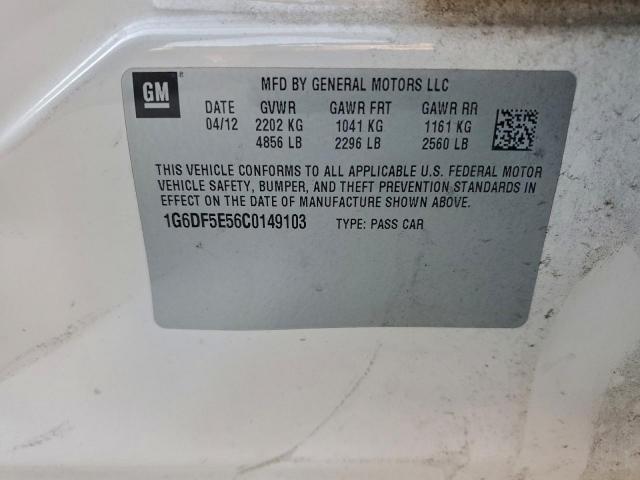 GM
MFD BY GENERAL MOTORS LLC
DATE GVWR GAWR FRT GAWR RR
04/12 2202 KG 1041 KG 1161 KG
4856 LB 2296 LB 2560 LB
THIS VEHICLE CONFORMS TO ALL APPLICABLE U.S. FEDERAL MOTOR
VEHICLE SAFETY, BUMPER, AND THEFT PREVENTION STANDARDS IN
EFFECT ON THE DATE OF MANUFACTURE SHOWN ABOVE.
1G6DF5E56C0149103 TYPE: PASS CAR